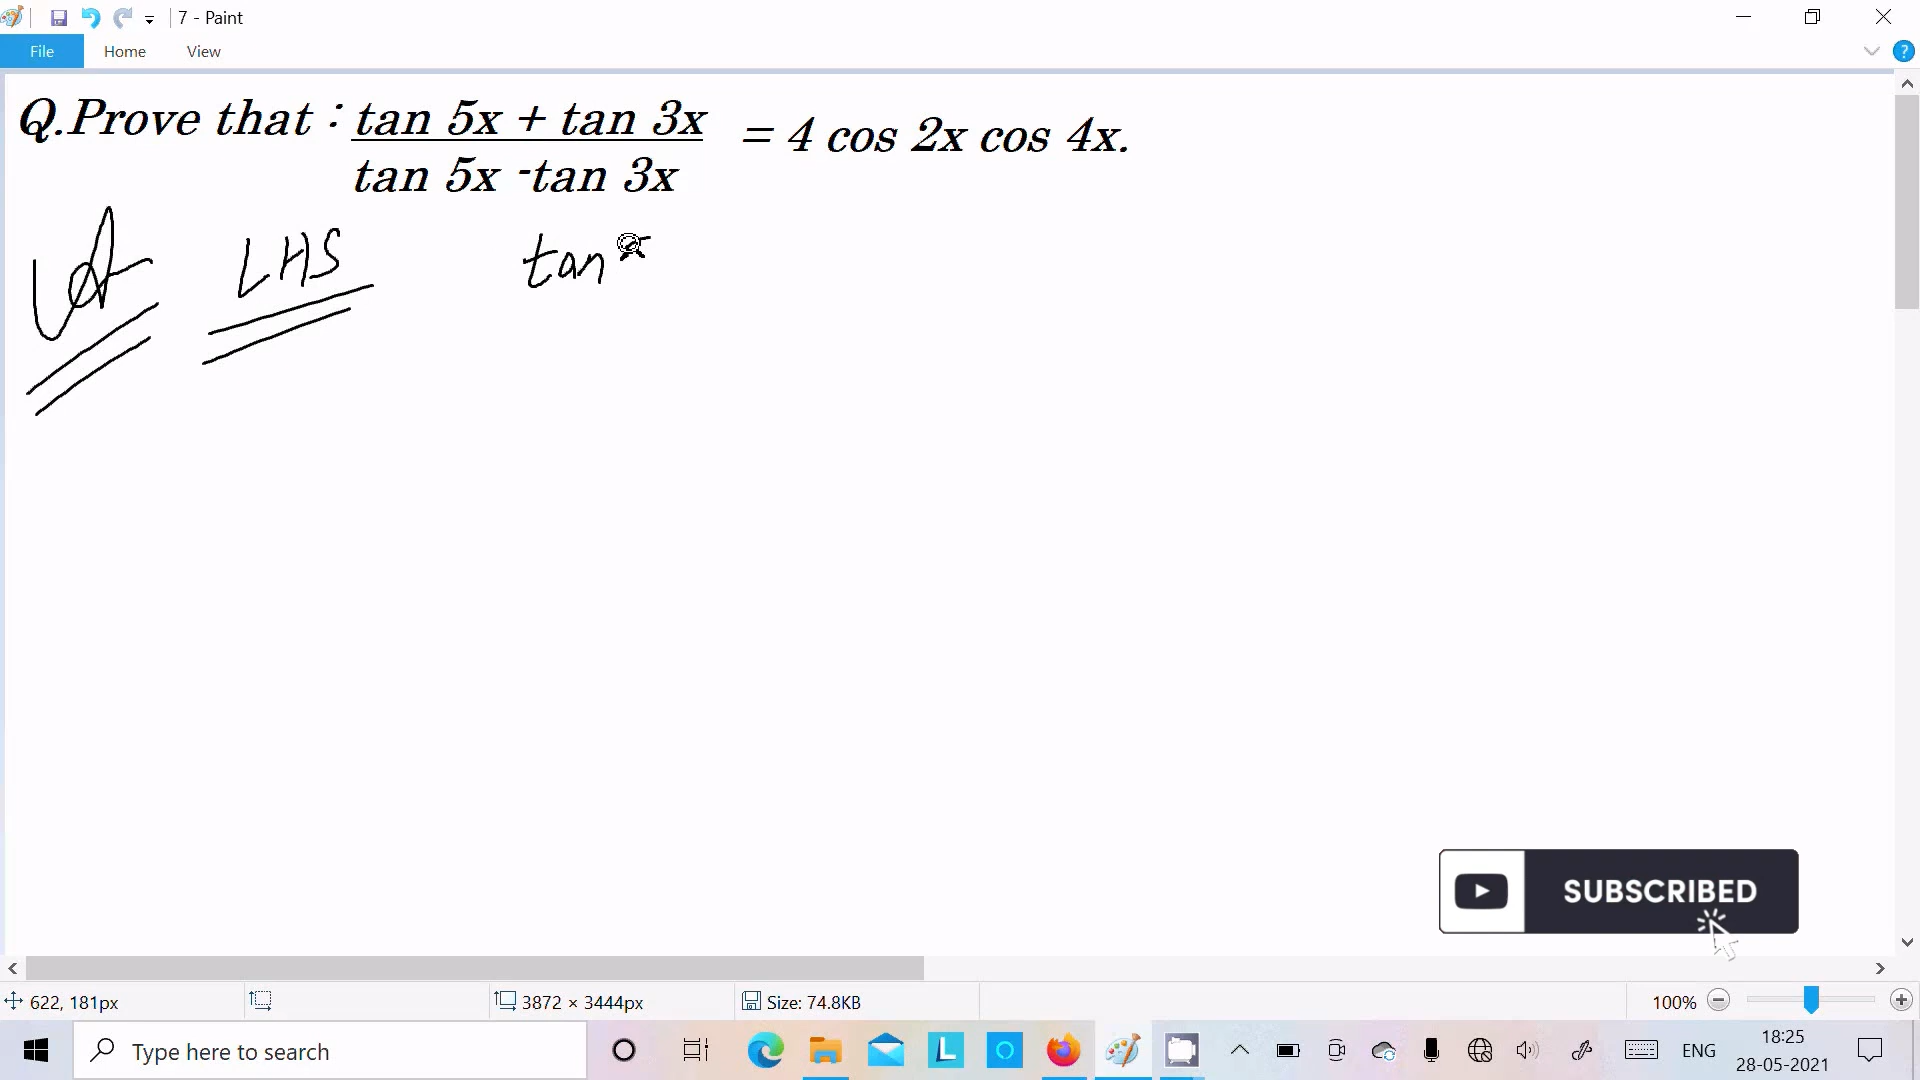 7 - Paint
File Home View
Q.Prove that : tan 5x + tan 3x = 4 cos 2x cos 4x.
tan 5x -tan 3x
LHS tan
SUBSCRIBED
622, 181px 3872 × 3444px Size: 74.8KB 100%
Type here to search
ENG
18:25
28-05-2021